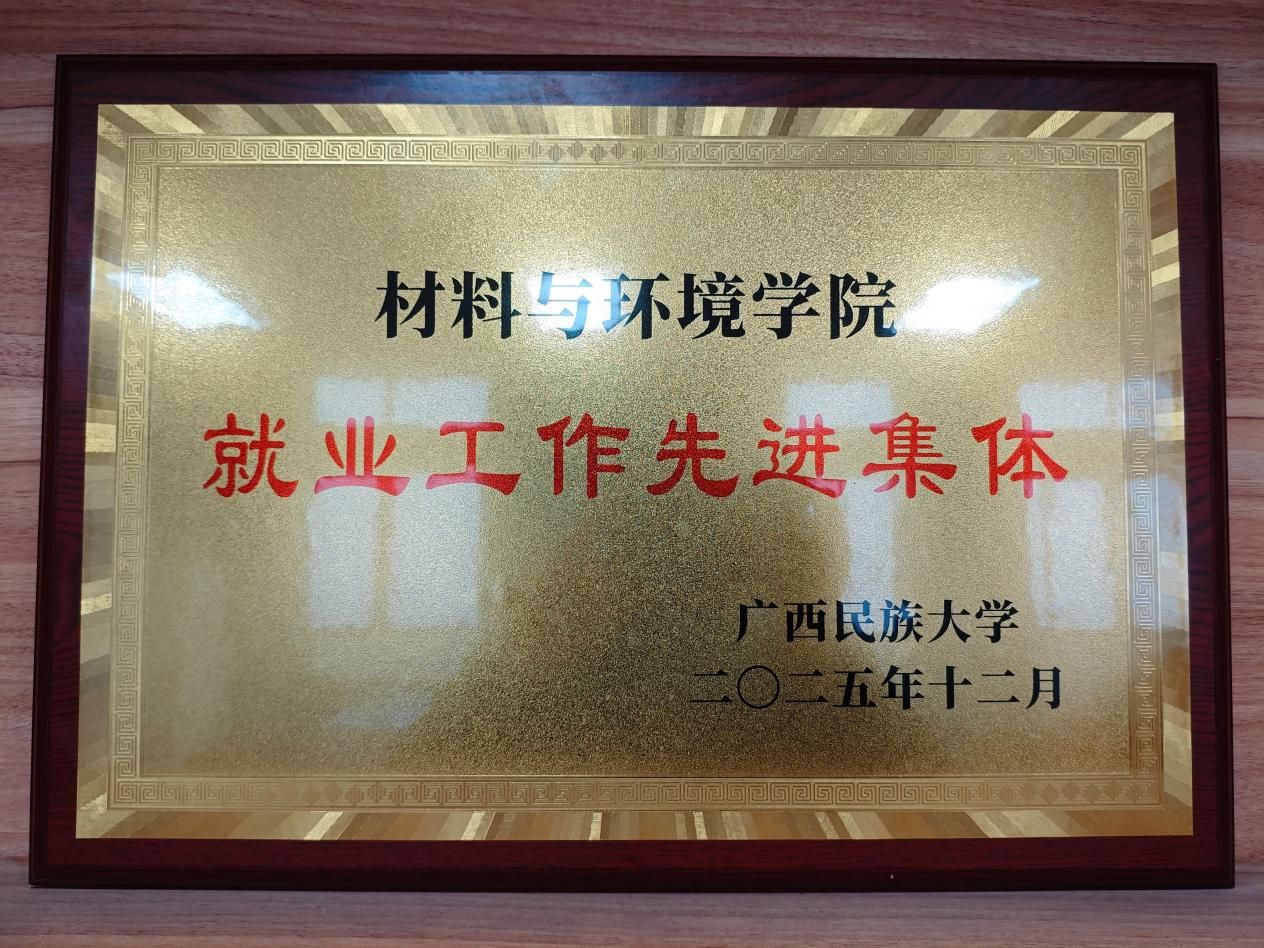 材料与环境学院
就业工作先进集体
广西民族大学
二〇二五年十二月